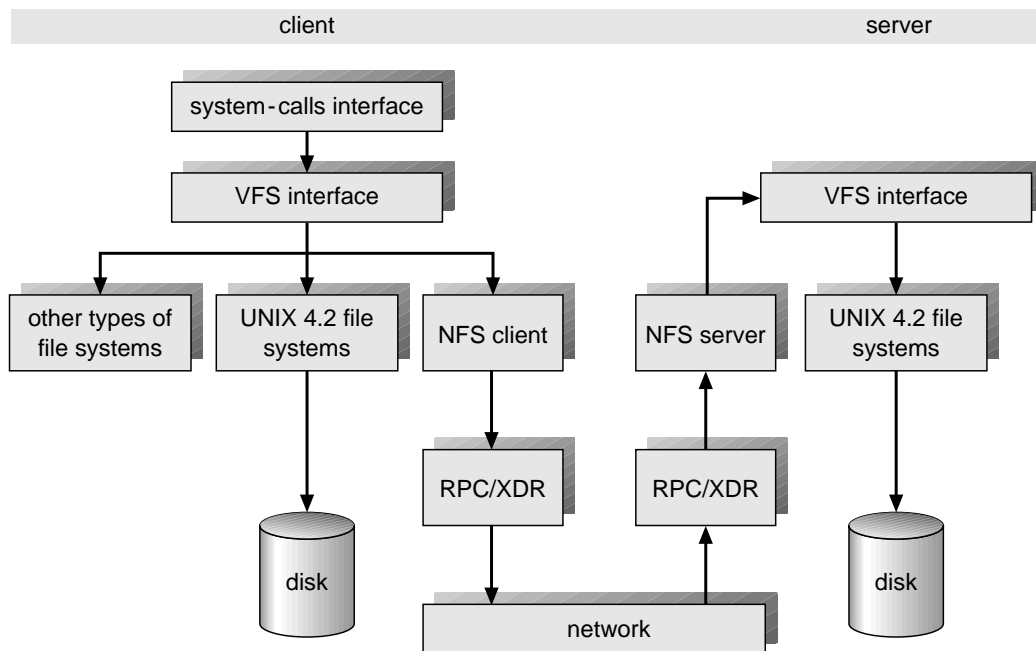 client
server
system-calls interface
VFS interface
VFS interface
other types of
file systems
UNIX 4.2 file
systems
NFS client
NFS server
UNIX 4.2 file
systems
RPC/XDR
RPC/XDR
disk
disk
network